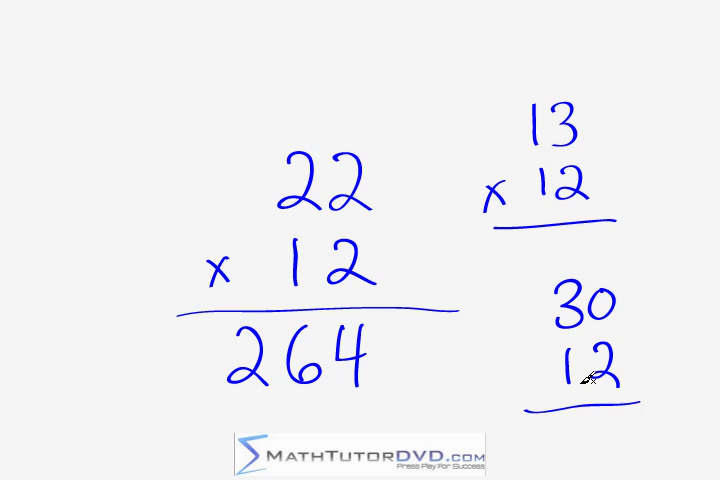 22
x 12
264
13
x 12
30
12
MATHTUTORDVD.COM
Press Play For Success